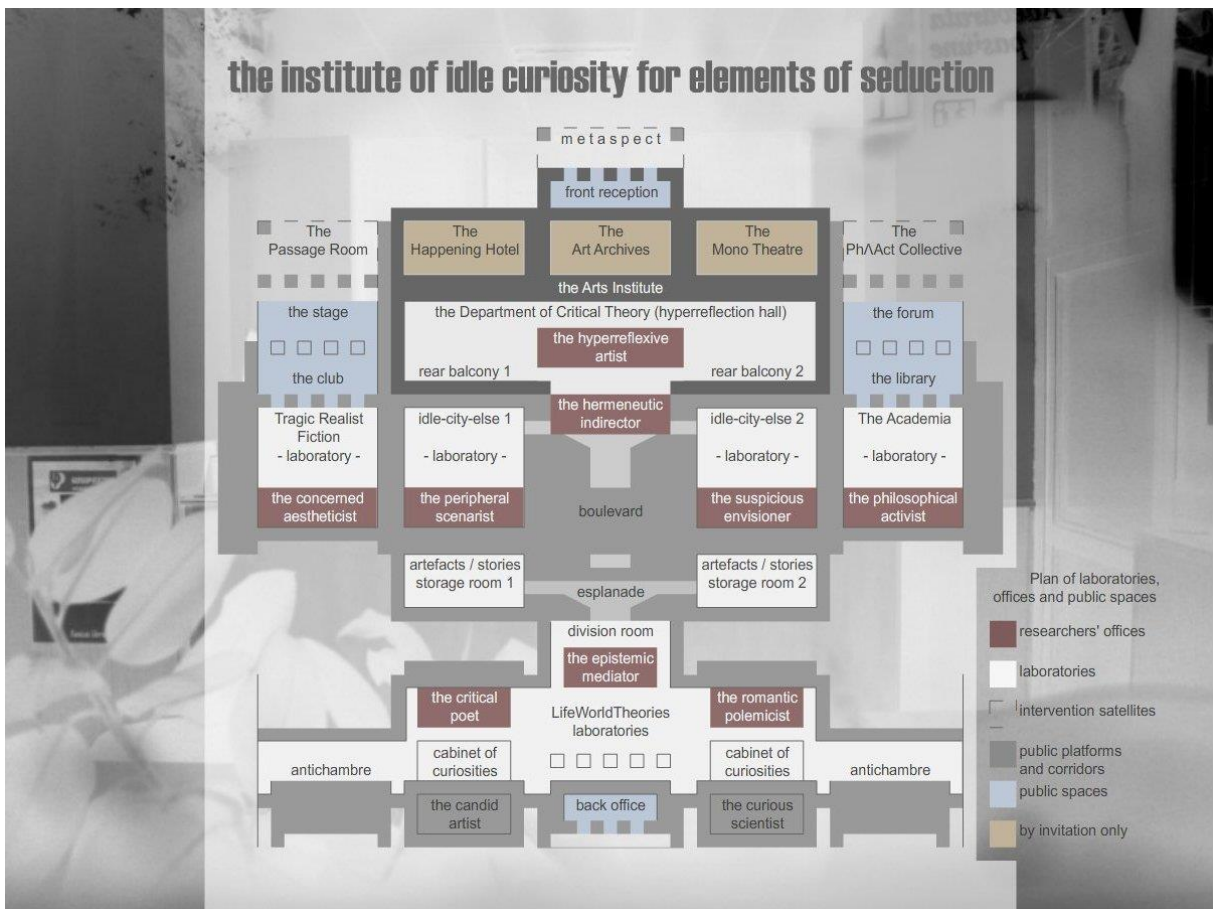 the institute of idle curiosity for elements of seduction
metaspect
front reception
The
Passage Room
The
Happening Hotel
The
Art Archives
The
Mono Theatre
The
PhΛAct Collective
the Arts Institute
the stage
the club
the Department of Critical Theory (hyperreflection hall)
the hyperreflexive
artist
rear balcony 1
rear balcony 2
the forum
the library
Tragic Realist
Fiction
- laboratory -
the concerned
aestheticist
idle-city-else 1
- laboratory -
the peripheral
scenarist
the hermeneutic
indirector
boulevard
idle-city-else 2
- laboratory -
the suspicious
envisioner
The Academia
- laboratory -
the philosophical
activist
artefacts / stories
storage room 1
esplanade
artefacts / stories
storage room 2
division room
the epistemic
mediator
the critical
poet
LifeWorldTheories
laboratories
the romantic
polemicist
antichambre
cabinet of
curiosities
cabinet of
curiosities
antichambre
the candid
artist
back office
the curious
scientist
Plan of laboratories,
offices and public spaces
researchers' offices
laboratories
intervention satellites
public platforms
and corridors
public spaces
by invitation only